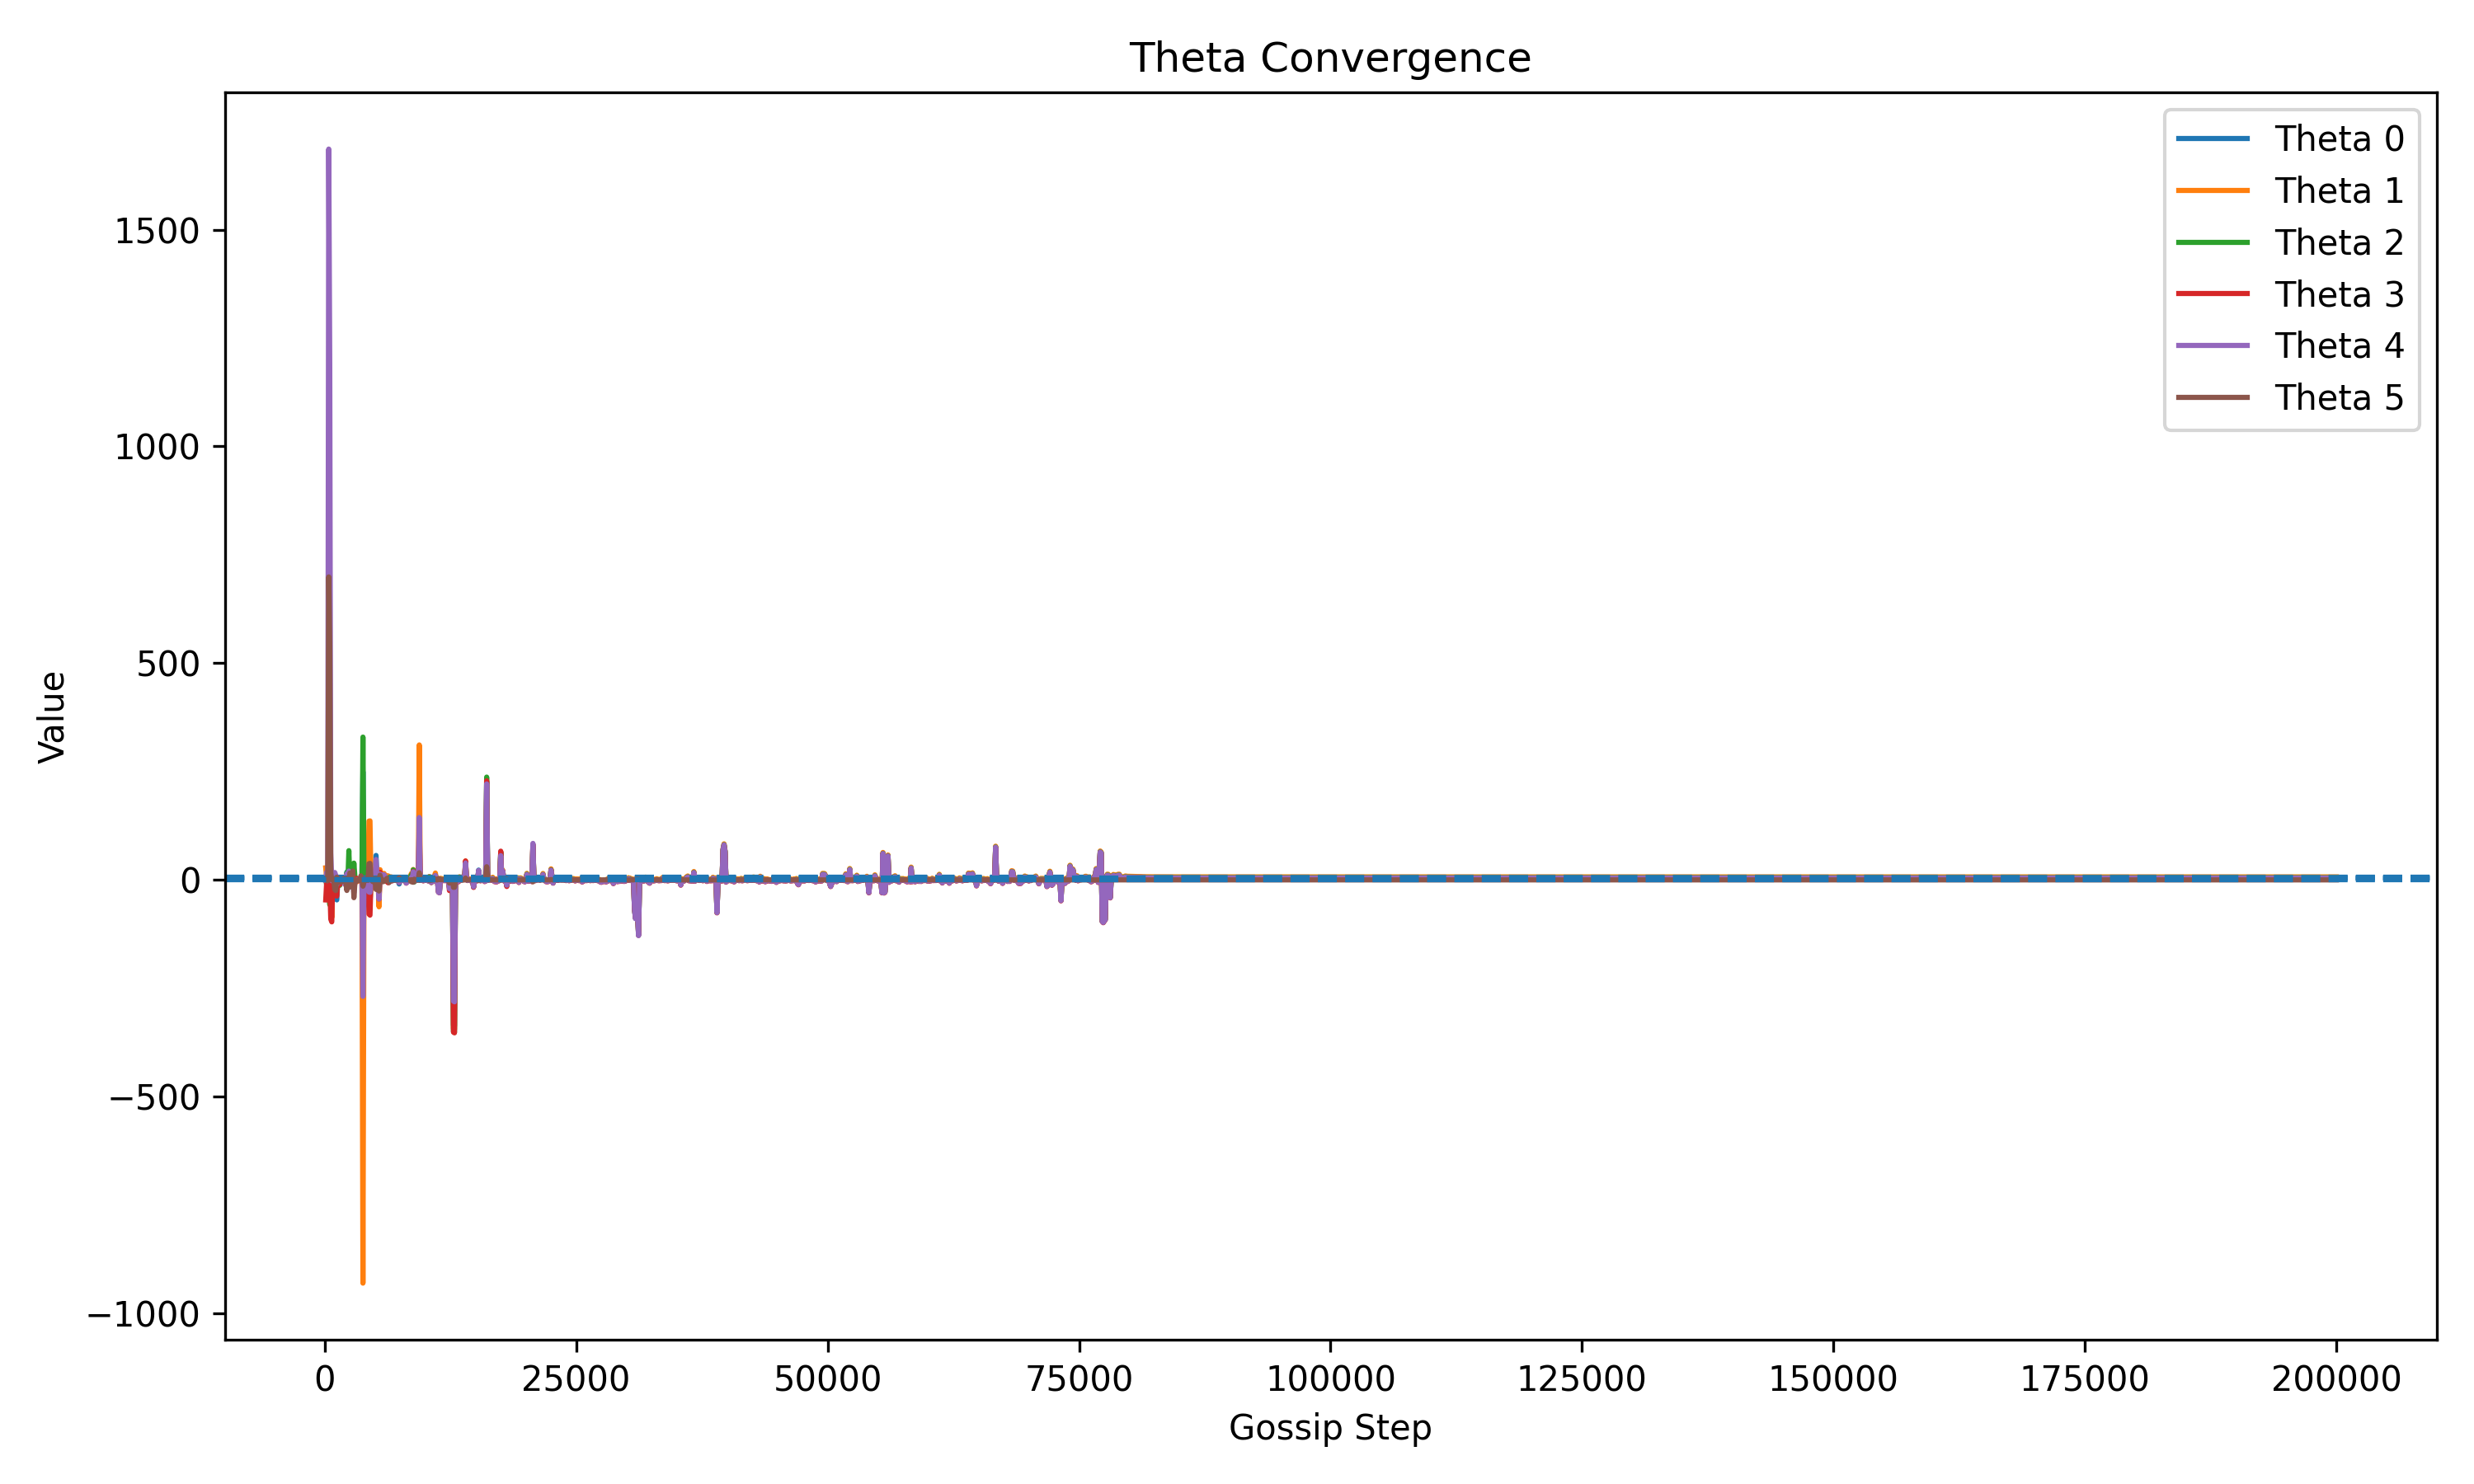 Theta Convergence
Theta 0
Theta 1
Theta 2
Theta 3
Theta 4
Theta 5
1500
1000
500
0
−500
−1000
Value
0 25000 50000 75000 100000 125000 150000 175000 200000
Gossip Step